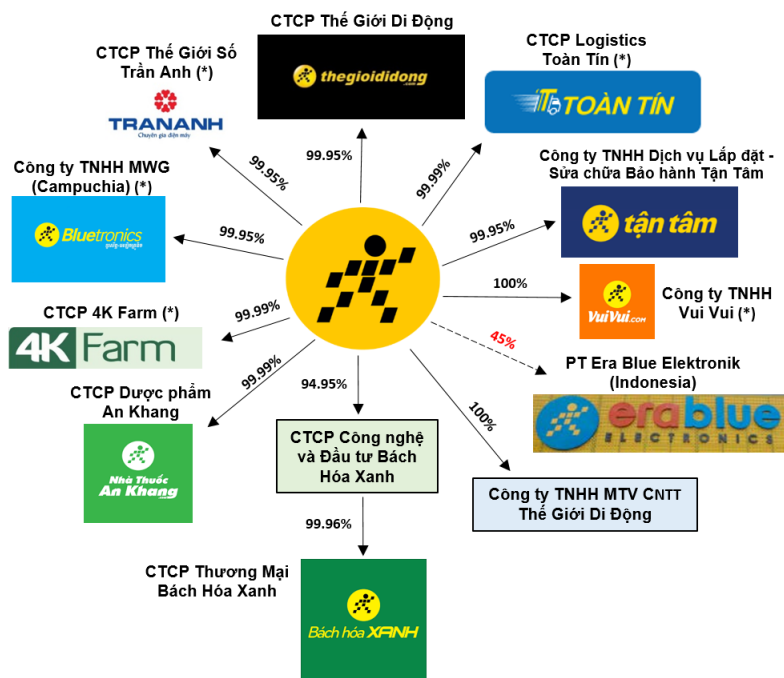 CTCP Thế Giới Di Động
thegioididong
.com
CTCP Thế Giới Số
Trần Anh (*)
TRANANH
Chuyên gia điện máy
CTCP Logistics
Toàn Tín (*)
TOÀN TÍN
99.95%
99.95%
99.99%
Công ty TNHH MWG
(Campuchia) (*)
Bluetronics
99.95%
Công ty TNHH Dịch vụ Lắp đặt -
Sửa chữa Bảo hành Tận Tâm
tận tâm
99.95%
CTCP 4K Farm (*)
4K Farm
99.99%
100%
Công ty TNHH
Vui Vui (*)
VuiVui.COM
45%
PT Era Blue Elektronik
(Indonesia)
erablue
ELECTRONICS
CTCP Dược phẩm
An Khang
Nhà Thuốc
An Khang
.com
99.99%
94.95%
100%
CTCP Công nghệ
và Đầu tư Bách
Hóa Xanh
Công ty TNHH MTV CNTT
Thế Giới Di Động
99.96%
CTCP Thương Mại
Bách Hóa Xanh
Bách hóa XANH